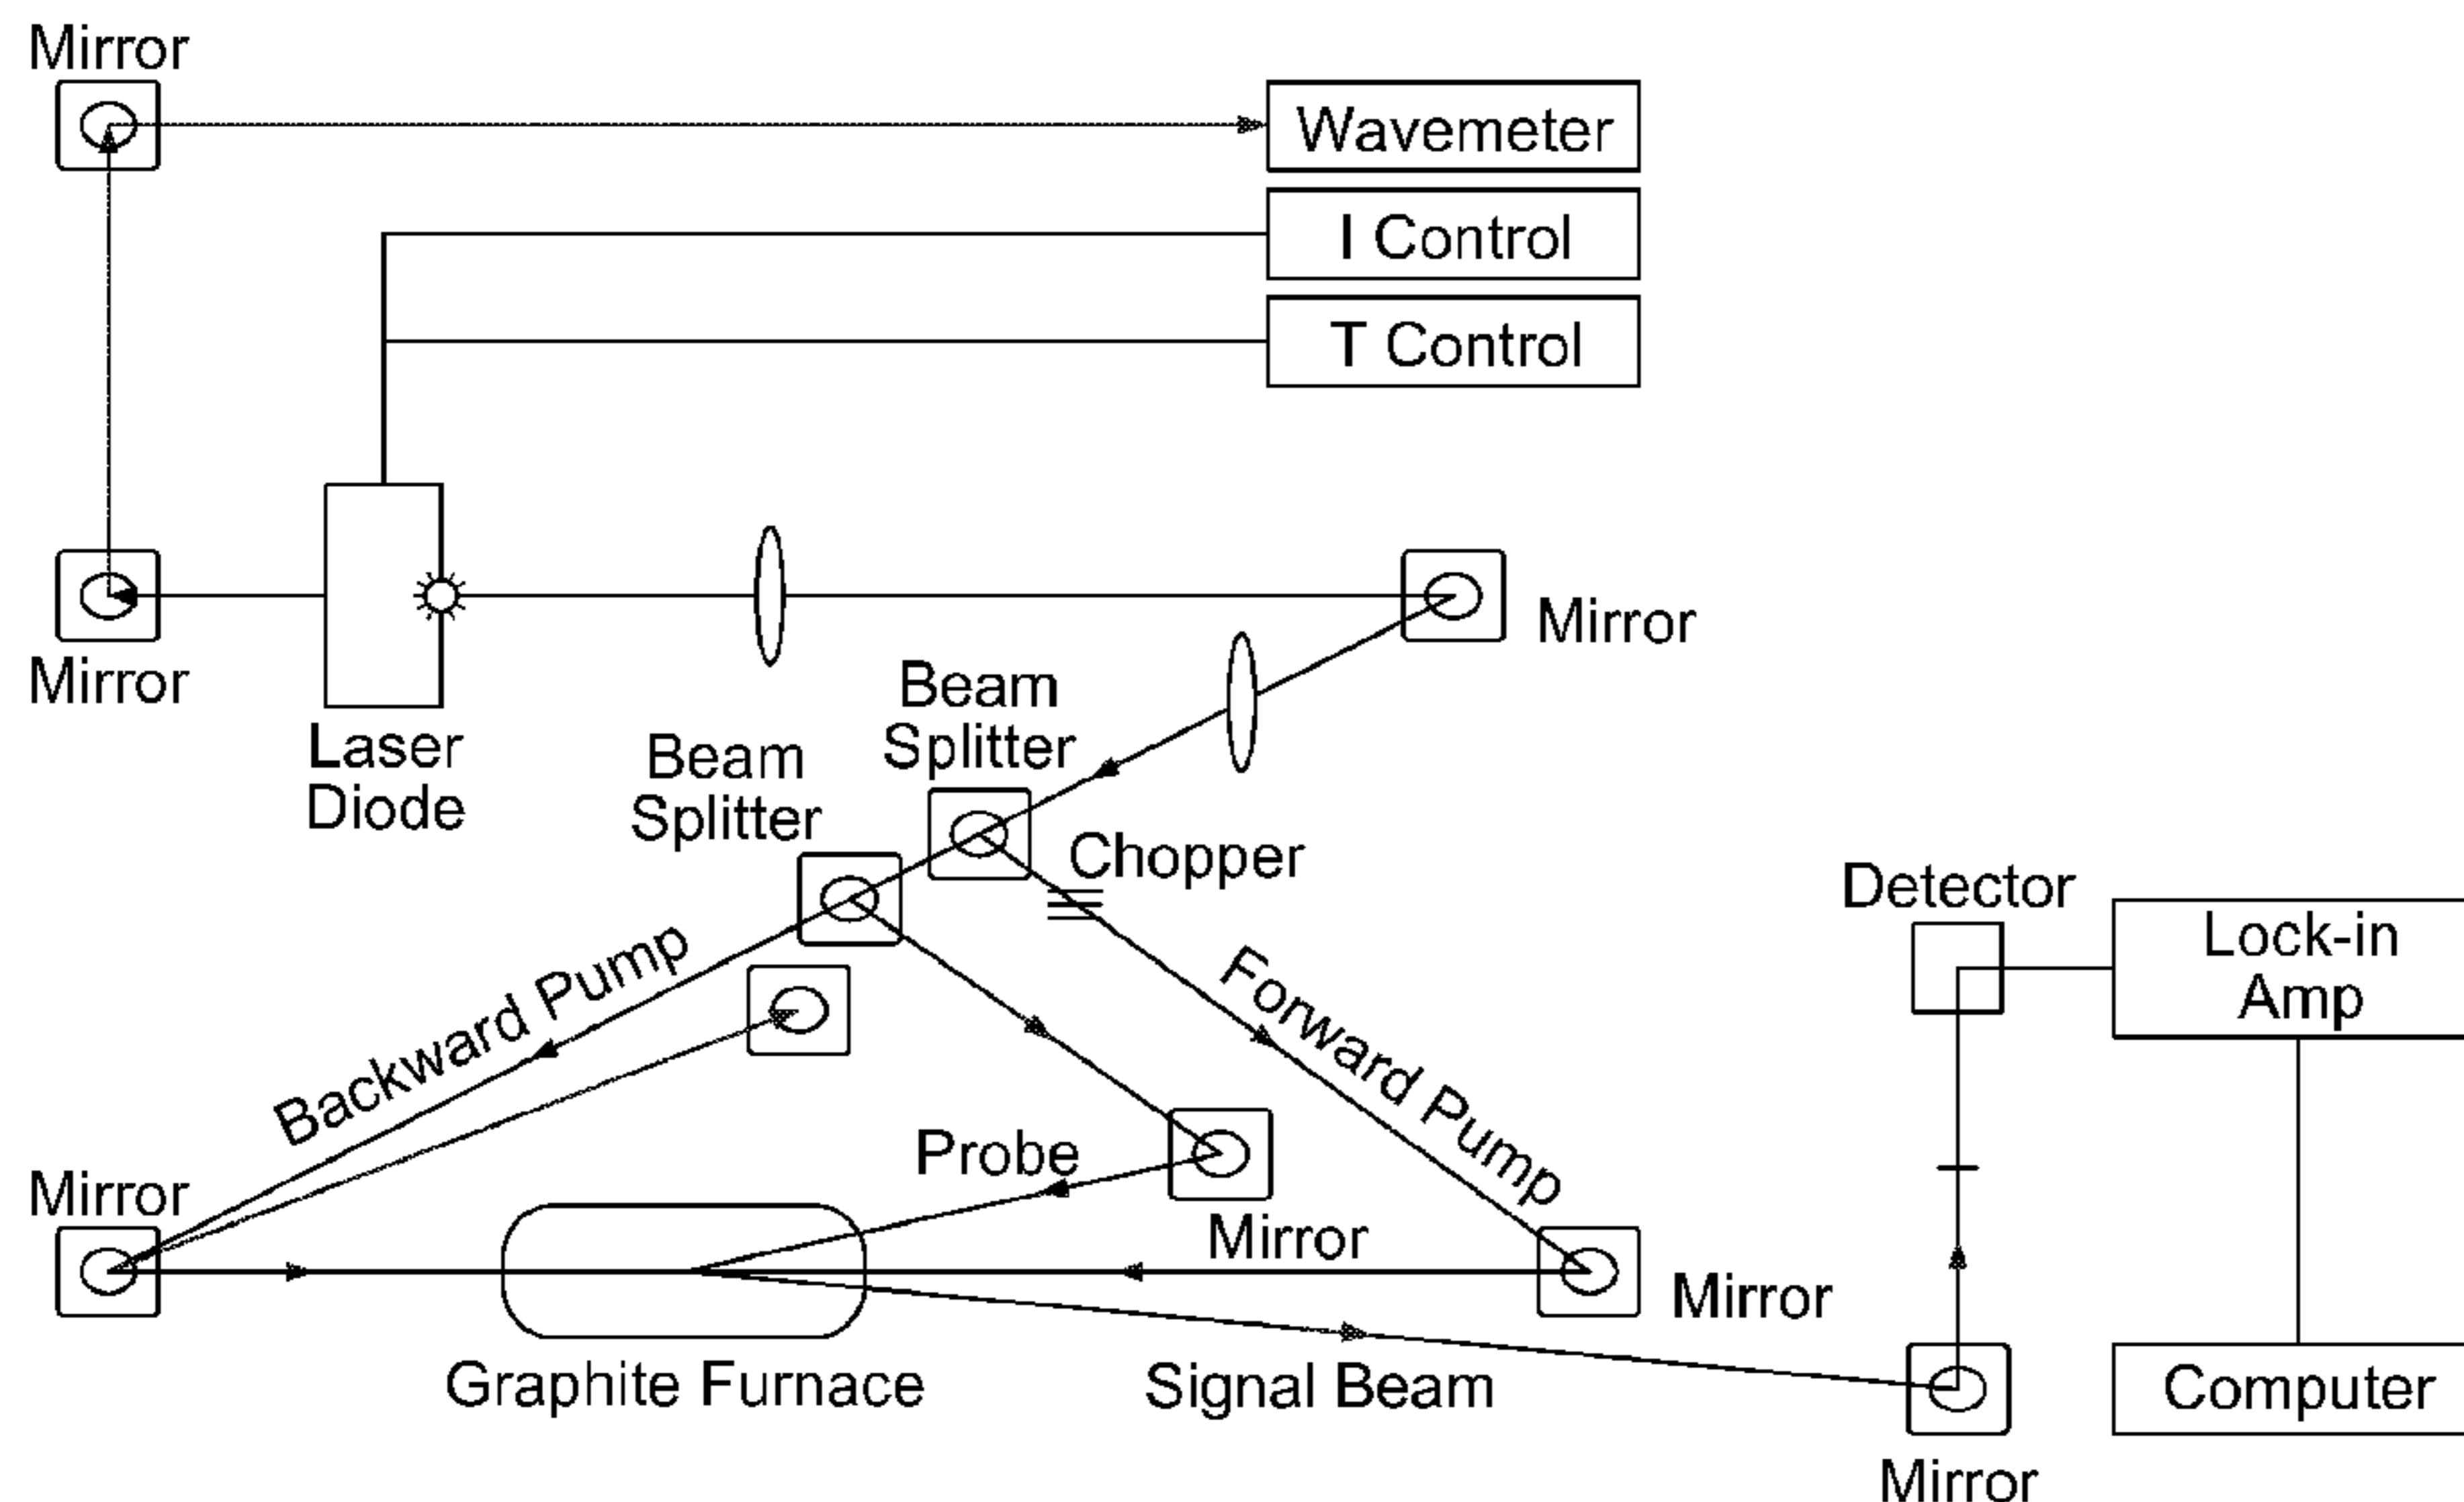 Mirror
Wavemeter
I Control
T Control
Mirror
Mirror
Laser
Diode
Beam
Splitter
Beam
Splitter
Chopper
Detector
Lock-in
Amp
Backward Pump
Forward Pump
Probe
Mirror
Mirror
Mirror
Graphite Furnace
Signal Beam
Computer
Mirror